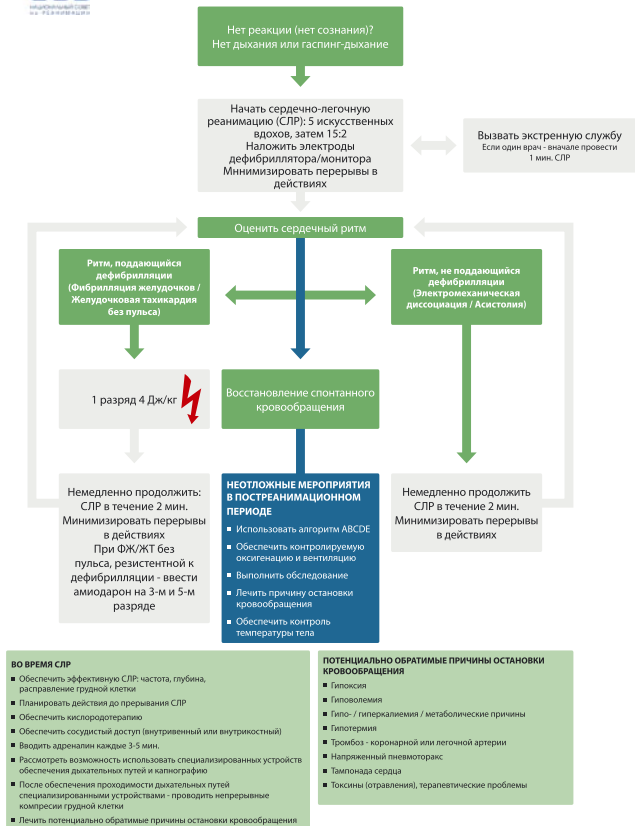 НАЦИОНАЛЬНЫЙ СОВЕТ
ПО РЕАНИМАЦИИ
Нет реакции (нет сознания)?
Нет дыхания или гаспинг-дыхание
Начать сердечно-легочную
реанимацию (СЛР): 5 искусственных
вдохов, затем 15:2
Наложить электроды
дефибриллятора/монитора
Мннимизировать перерывы в
действиях
Вызвать экстренную службу
Если один врач - вначале провести
1 мин. СЛР
Оценить сердечный ритм
Ритм, поддающийся
дефибрилляции
(Фибрилляция желудочков /
Желудочковая тахикардия
без пульса)
Ритм, не поддающийся
дефибрилляции
(Электромеханическая
диссоциация / Асистолия)
1 разряд 4 Дж/кг
Восстановление спонтанного
кровообращения
Немедленно продолжить:
СЛР в течение 2 мин.
Минимизировать перерывы
в действиях
При ФЖ/ЖТ без
пульса, резистентной к
дефибрилляции - ввести
амиодарон на 3-м и 5-м
разряде
НЕОТЛОЖНЫЕ МЕРОПРИЯТИЯ
В ПОСТРЕАНИМАЦИОННОМ
ПЕРИОДЕ
Использовать алгоритм ABCDE
Обеспечить контролируемую
оксигенацию и вентиляцию
Выполнить обследование
Лечить причину остановки
кровообращения
Обеспечить контроль
температуры тела
Немедленно продолжить
СЛР в течение 2 мин.
Минимизировать перерывы
в действиях
ВО ВРЕМЯ СЛР
Обеспечить эффективную СЛР: частота, глубина,
расправление грудной клетки
Планировать действия до прерывания СЛР
Обеспечить кислородотерапию
Обеспечить сосудистый доступ (внутривенный или внутрикостный)
Вводить адреналин каждые 3-5 мин.
Рассмотреть возможность использовать специализированных устройств
обеспечения дыхательных путей и капнографию
После обеспечения проходимости дыхательных путей
специализированными устройствами - проводить непрерывные
компресии грудной клетки
Лечить потенциально обратимые причины остановки кровообращения
ПОТЕНЦИАЛЬНО ОБРАТИМЫЕ ПРИЧИНЫ ОСТАНОВКИ
КРОВООБРАЩЕНИЯ
Гипоксия
Гиповолемия
Гипо- / гиперкалиемия / метаболические причины
Гипотермия
Тромбоз - коронарной или легочной артерии
Напряженный пневмоторакс
Тампонада сердца
Токсины (отравления), терапевтические проблемы